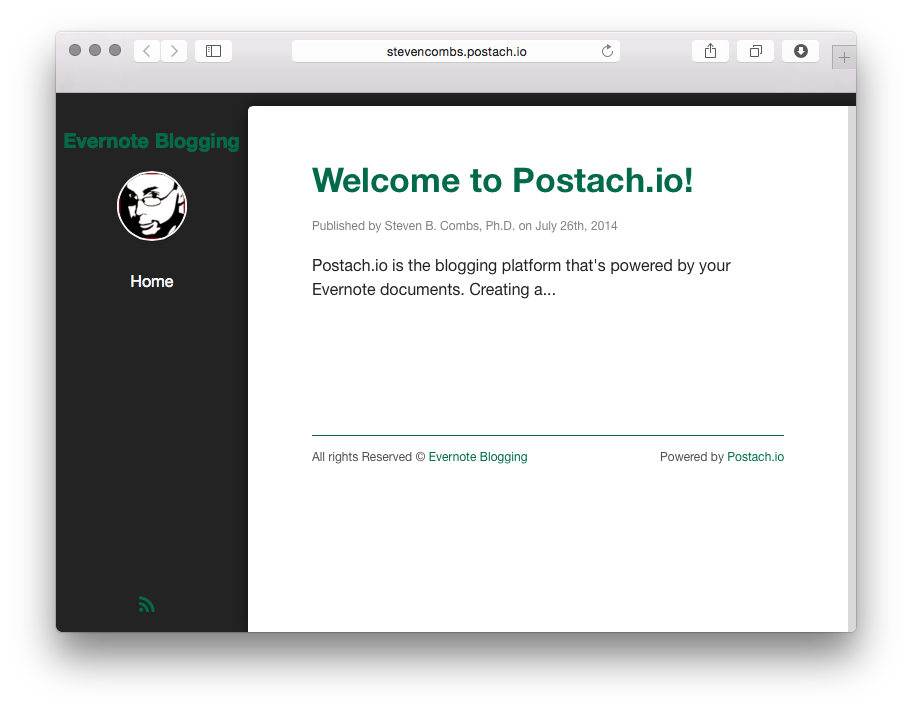 stevencombs.postach.io
Evernote Blogging
Home
Welcome to Postach.io!
Published by Steven B. Combs, Ph.D. on July 26th, 2014
Postach.io is the blogging platform that's powered by your
Evernote documents. Creating a...
All rights Reserved © Evernote Blogging
Powered by Postach.io